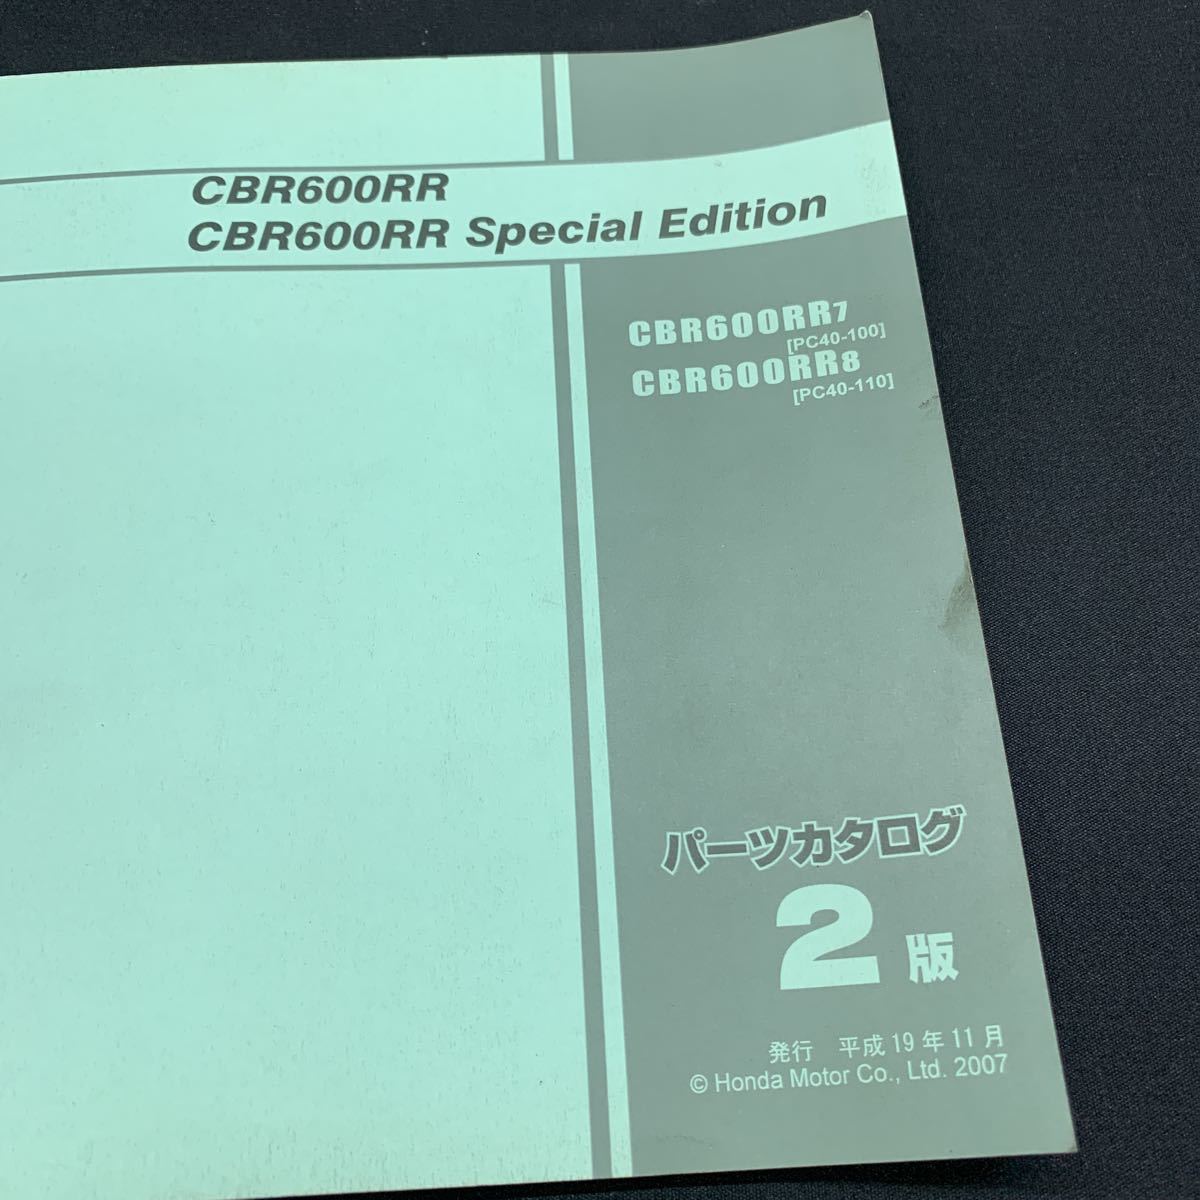 CBR600RR
CBR600RR Special Edition
CBR600RR7
[PC40-100]
CBR600RR8
[PC40-110]
パーツカタログ
2版
発行 平成19年11月
© Honda Motor Co., Ltd. 2007